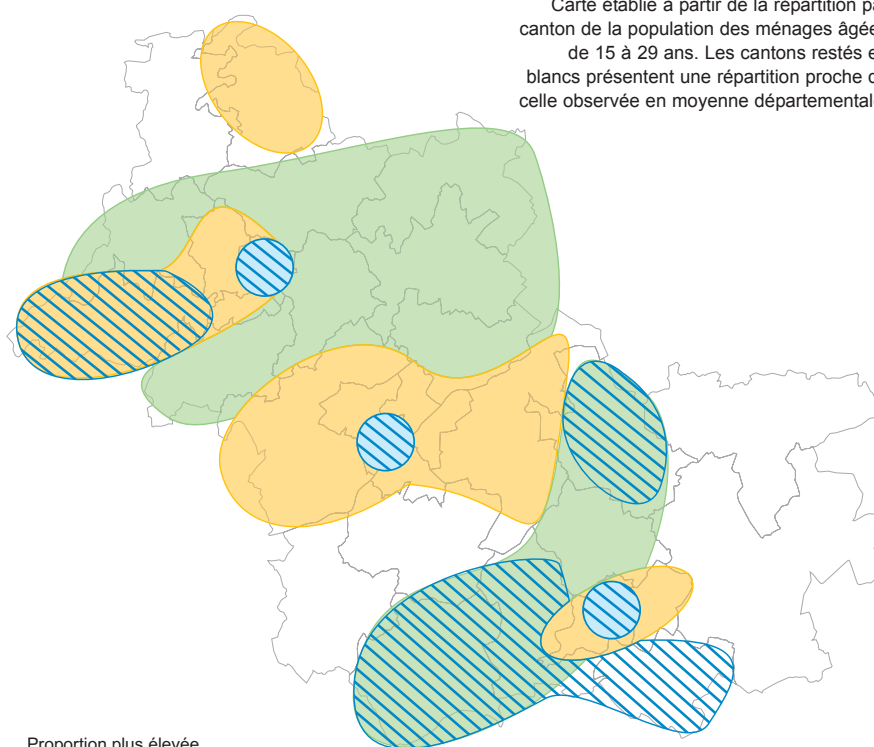 Carte établie à partir de la répartition pa
canton de la population des ménages âgée
de 15 à 29 ans. Les cantons restés e
blancs présentent une répartition proche d
celle observée en moyenne départementale
Proportion plus élevée